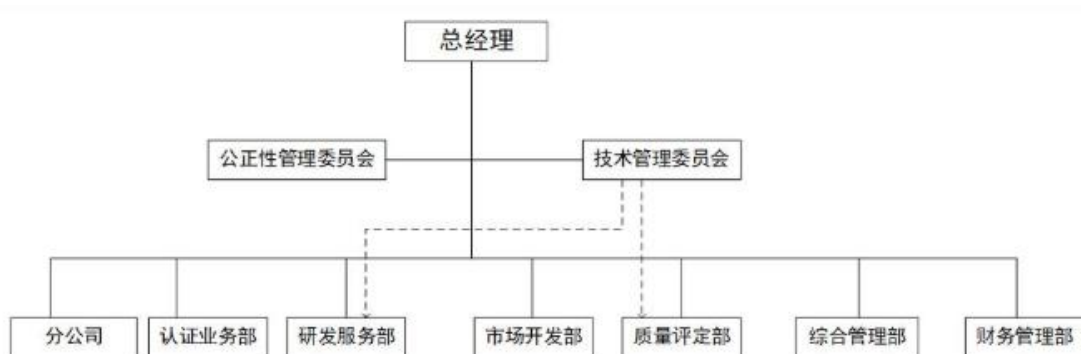 总经理
公正性管理委员会
技术管理委员会
分公司
认证业务部
研发服务部
市场开发部
质量评定部
综合管理部
财务管理部